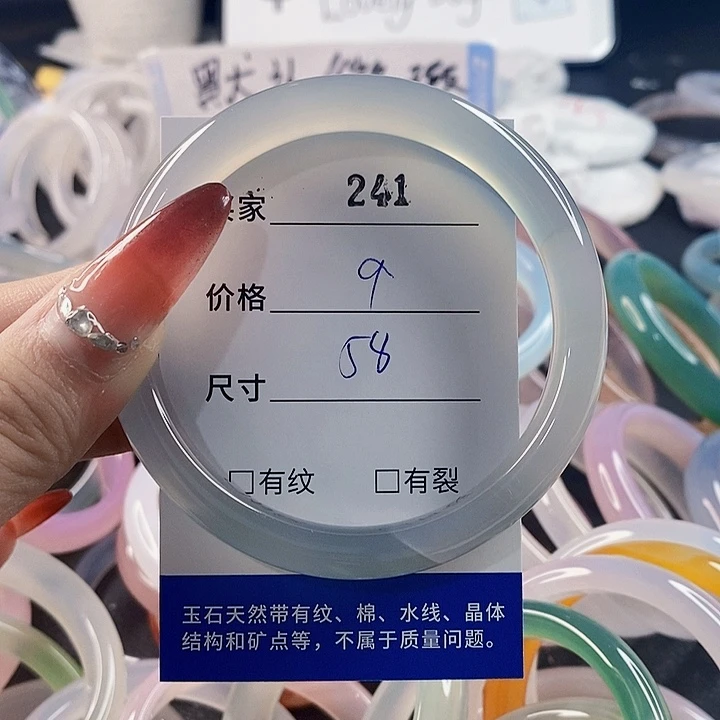 家 241
价格 9
尺寸 58
□有纹 □有裂
玉石天然带有纹、棉、水线、晶体
结构和矿点等，不属于质量问题。